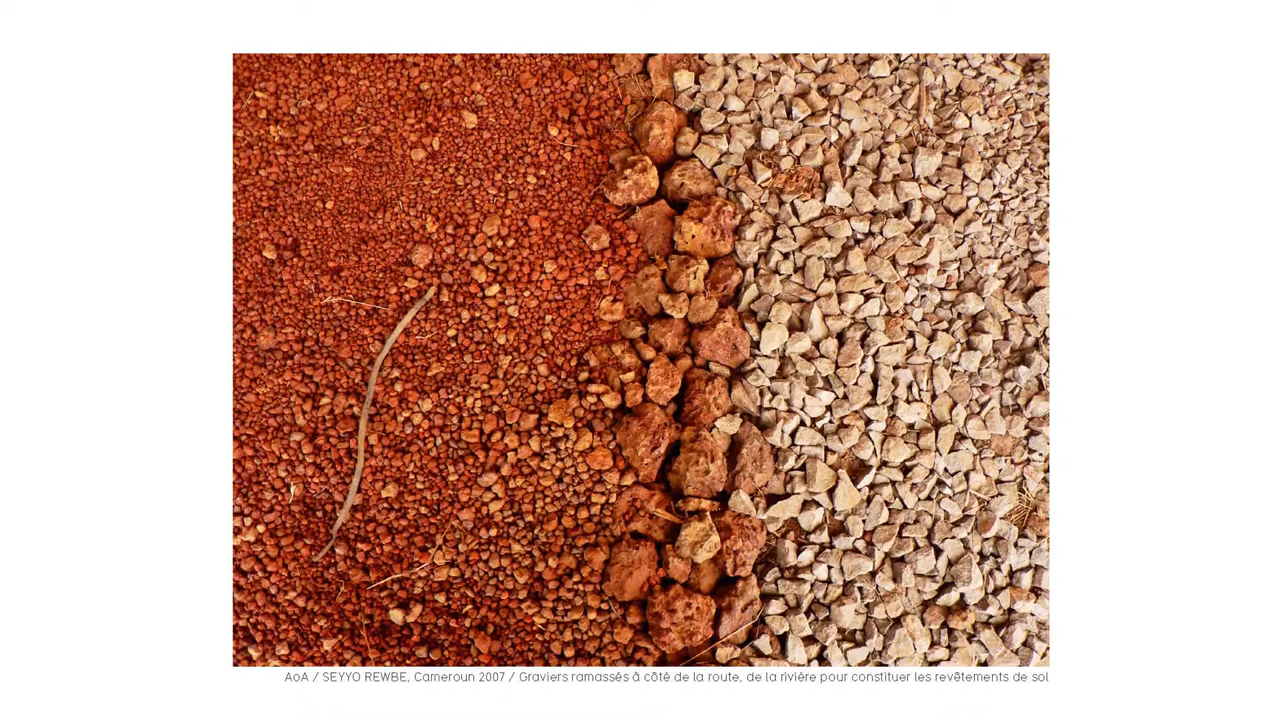 AoA / SEYYO REWBE, Cameroun 2007 / Graviers ramassés à côté de la route, de la rivière pour constituer les revêtements de sol